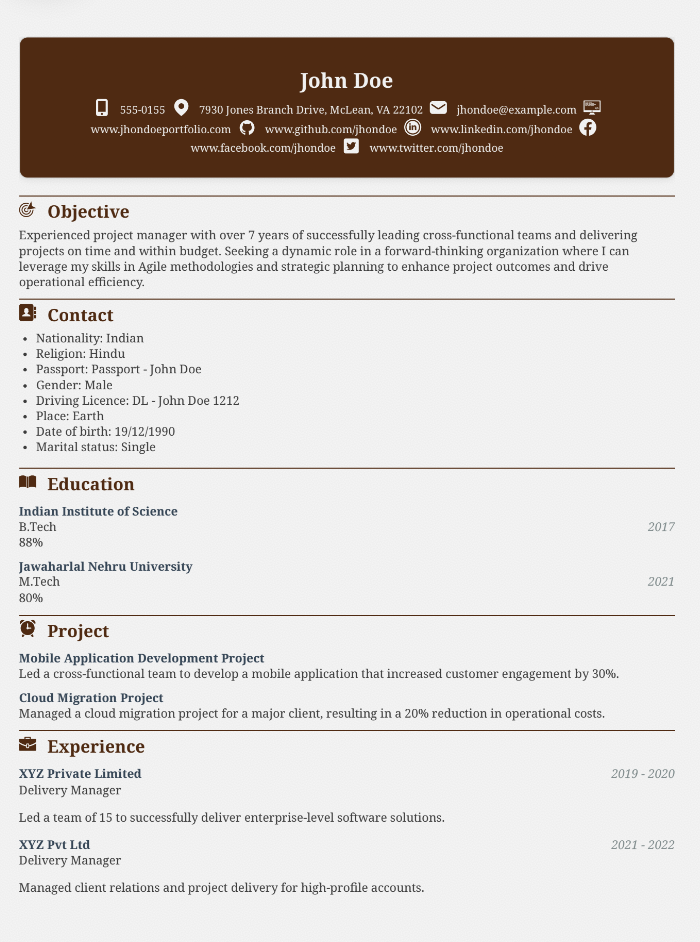 John Doe
555-0155 7930 Jones Branch Drive, McLean, VA 22102 jhondoe@example.com
www.jhondoeportfolio.com www.github.com/jhondoe www.linkedin.com/jhondoe
www.facebook.com/jhondoe www.twitter.com/jhondoe
Objective
Experienced project manager with over 7 years of successfully leading cross-functional teams and delivering
projects on time and within budget. Seeking a dynamic role in a forward-thinking organization where I can
leverage my skills in Agile methodologies and strategic planning to enhance project outcomes and drive
operational efficiency.
Contact
• Nationality: Indian
• Religion: Hindu
• Passport: Passport - John Doe
• Gender: Male
• Driving Licence: DL - John Doe 1212
• Place: Earth
• Date of birth: 19/12/1990
• Marital status: Single
Education
Indian Institute of Science
B.Tech 2017
88%
Jawaharlal Nehru University
M.Tech 2021
80%
Project
Mobile Application Development Project
Led a cross-functional team to develop a mobile application that increased customer engagement by 30%.
Cloud Migration Project
Managed a cloud migration project for a major client, resulting in a 20% reduction in operational costs.
Experience
XYZ Private Limited 2019 - 2020
Delivery Manager
Led a team of 15 to successfully deliver enterprise-level software solutions.
XYZ Pvt Ltd 2021 - 2022
Delivery Manager
Managed client relations and project delivery for high-profile accounts.